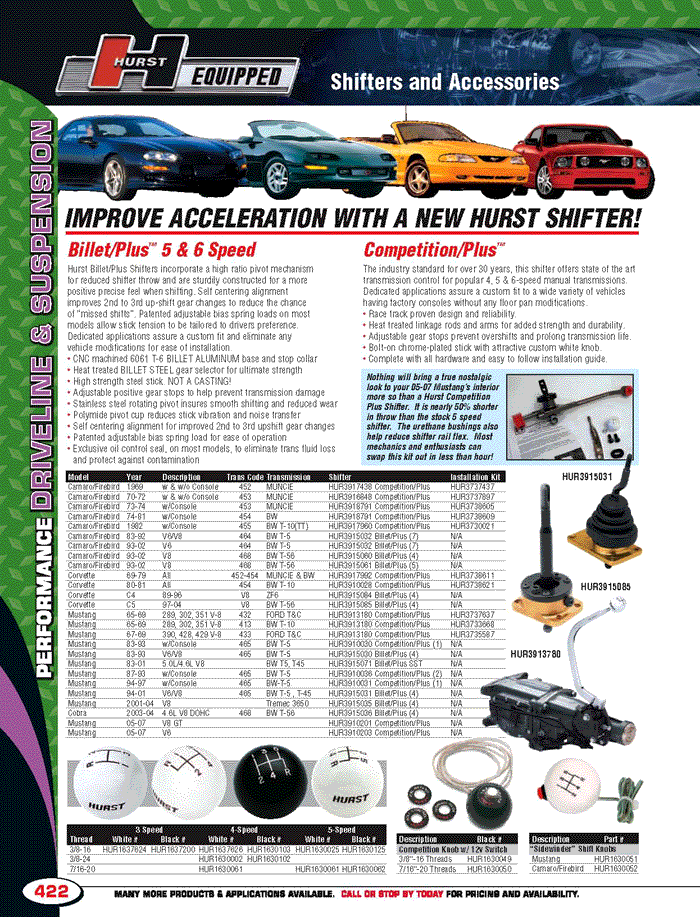 HURST
EQUIPPED
Shifters and Accessories
PERFORMANCE DRIVELINE & SUSPENSION
IMPROVE ACCELERATION WITH A NEW HURST SHIFTER!
Billet/Plus™ 5 & 6 Speed
Hurst Billet/Plus Shifters incorporate a high ratio pivot mechanism
for reduced shifter throw and are sturdily constructed for a more
positive precise feel when shifting. Self centering alignment
improves 2nd to 3rd up-shift gear changes to reduce the chance
of "missed shifts". Patented adjustable bias spring loads on most
models allow stick tension to be tailored to drivers preference.
Dedicated applications assure a custom fit and eliminate any
vehicle modifications for ease of installation.
• CNC machined 6061 T-6 BILLET ALUMINUM base and stop collar
• Heat treated BILLET STEEL gear selector for ultimate strength
• High strength steel stick. NOT A CASTING!
• Adjustable positive gear stops to help prevent transmission damage
• Stainless steel rotating pivot insures smooth shifting and reduced wear
• Polymide pivot cup reduces stick vibration and noise transfer
• Self centering alignment for improved 2nd to 3rd upshift gear changes
• Patented adjustable bias spring load for ease of operation
• Exclusive oil control seal, on most models, to eliminate trans fluid loss
and protect against contamination
Competition/Plus™
The industry standard for over 30 years, this shifter offers state of the art
transmission control for popular 4, 5 & 6-speed manual transmissions.
Dedicated applications assure a custom fit to a wide variety of vehicles
having factory consoles without any floor pan modifications.
• Race track proven design and reliability.
• Heat treated linkage rods and arms for added strength and durability.
• Adjustable gear stops prevent overshifts and prolong transmission life.
• Bolt-on chrome-plated stick with attractive custom white knob.
• Complete with all hardware and easy to follow installation guide.
Nothing will bring a true nostalgic
look to your 05-07 Mustang's interior
more so than a Hurst Competition
Plus Shifter. It is nearly 50% shorter
in throw than the stock 5 speed
shifter. The urethane bushings also
help reduce shifter rail flex. Most
mechanics and enthusiasts can
swap this kit out in less than hour!
Model Year Description Trans Code Transmission Shifter Installation Kit
Camaro/Firebird 1969 w & w/o Console 452 MUNCIE HUR3917438 Competition/Plus HUR3737437
Camaro/Firebird 70-72 w & w/o Console 453 MUNCIE HUR3916848 Competition/Plus HUR3737897
Camaro/Firebird 73-74 w/Console 453 MUNCIE HUR3918791 Competition/Plus HUR3738605
Camaro/Firebird 74-81 w/Console 454 BW HUR3918791 Competition/Plus HUR3738609
Camaro/Firebird 1982 w/Console 455 BW T-10(TT) HUR3917960 Competition/Plus HUR3730021
Camaro/Firebird 83-92 V6/V8 464 BW T-5 HUR3915032 Billet/Plus (7) N/A
Camaro/Firebird 93-02 V6 464 BW T-5 HUR3915032 Billet/Plus (7) N/A
Camaro/Firebird 93-02 V8 468 BW T-56 HUR3915060 Billet/Plus (4) N/A
Camaro/Firebird 93-02 V8 468 BW T-56 HUR3915061 Billet/Plus (5) N/A
Corvette 69-79 All 452-454 MUNCIE & BW HUR3917992 Competition/Plus HUR3738611
Corvette 80-81 All 454 BW T-10 HUR3910028 Competition/Plus HUR3738621
Corvette C4 89-96 V8 ZF6 HUR3915084 Billet/Plus (4) N/A
Corvette C5 97-04 V8 BW T-56 HUR3915085 Billet/Plus (4) N/A
Mustang 65-69 289, 302, 351 V-8 432 FORD T&C HUR3913180 Competition/Plus HUR3737637
Mustang 65-69 289, 302, 351 V-8 413 BW T-10 HUR3913180 Competition/Plus HUR3733668
Mustang 67-69 390, 428, 429 V-8 433 FORD T&C HUR3913180 Competition/Plus HUR3735587
Mustang 83-93 w/Console 465 BW T-5 HUR3910030 Competition/Plus (1) N/A
Mustang 83-93 V6/V8 465 BW T-5 HUR3915030 Billet/Plus (4) N/A
Mustang 83-01 5.0L/4.6L V8 BW T5, T45 HUR3915071 Billet/Plus SST N/A
Mustang 87-93 w/Console 465 BW T-5 HUR3910036 Competition/Plus (2) N/A
Mustang 94-97 w/Console 465 BW-T-5 HUR3910031 Competition/Plus (1) N/A
Mustang 94-01 V6/V8 465 BW T-5 , T-45 HUR3915031 Billet/Plus (4) N/A
Mustang 2001-04 V8 Tremec 3650 HUR3915035 Billet/Plus (4) N/A
Cobra 2003-04 4.6L V8 DOHC 468 BW T-56 HUR3915036 Billet/Plus (4) N/A
Mustang 05-07 V8 GT HUR3910201 Competition/Plus N/A
Mustang 05-07 V6 HUR3910203 Competition/Plus N/A
HUR3915031
HUR3915085
HUR3913780
HURST
HURST
HURST
3 Speed 4-Speed 5-Speed
Thread White # Black # White # Black # White # Black #
3/8-16 HUR1637624 HUR1637200 HUR1637626 HUR1630103 HUR1630025 HUR1630125
3/8-24 HUR1630002 HUR1630102
7/16-20 HUR1630061 HUR1630061 HUR1630062
Description Black #
Competition Knob w/ 12v Switch
3/8"-16 Threads HUR1630049
7/16"-20 Threads HUR1630050
Description Part #
"Sidewinder" Shift Knobs
Mustang HUR1630051
Camaro/Firebird HUR1630052
422
MANY MORE PRODUCTS & APPLICATIONS AVAILABLE. CALL OR STOP BY TODAY FOR PRICING AND AVAILABILITY.